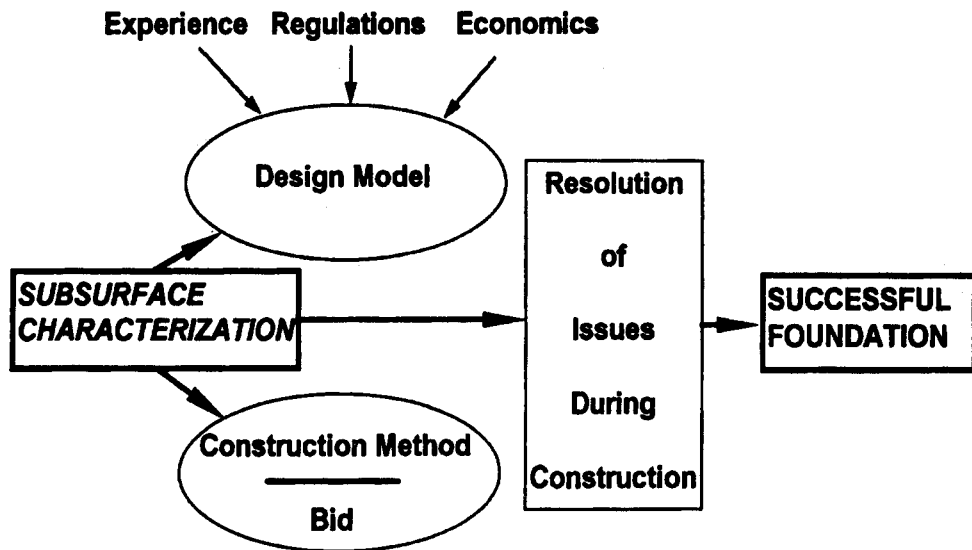 Experience Regulations Economics
Design Model
SUBSURFACE
CHARACTERIZATION
Construction Method
Bid
Resolution
of
Issues
During
Construction
SUCCESSFUL
FOUNDATION